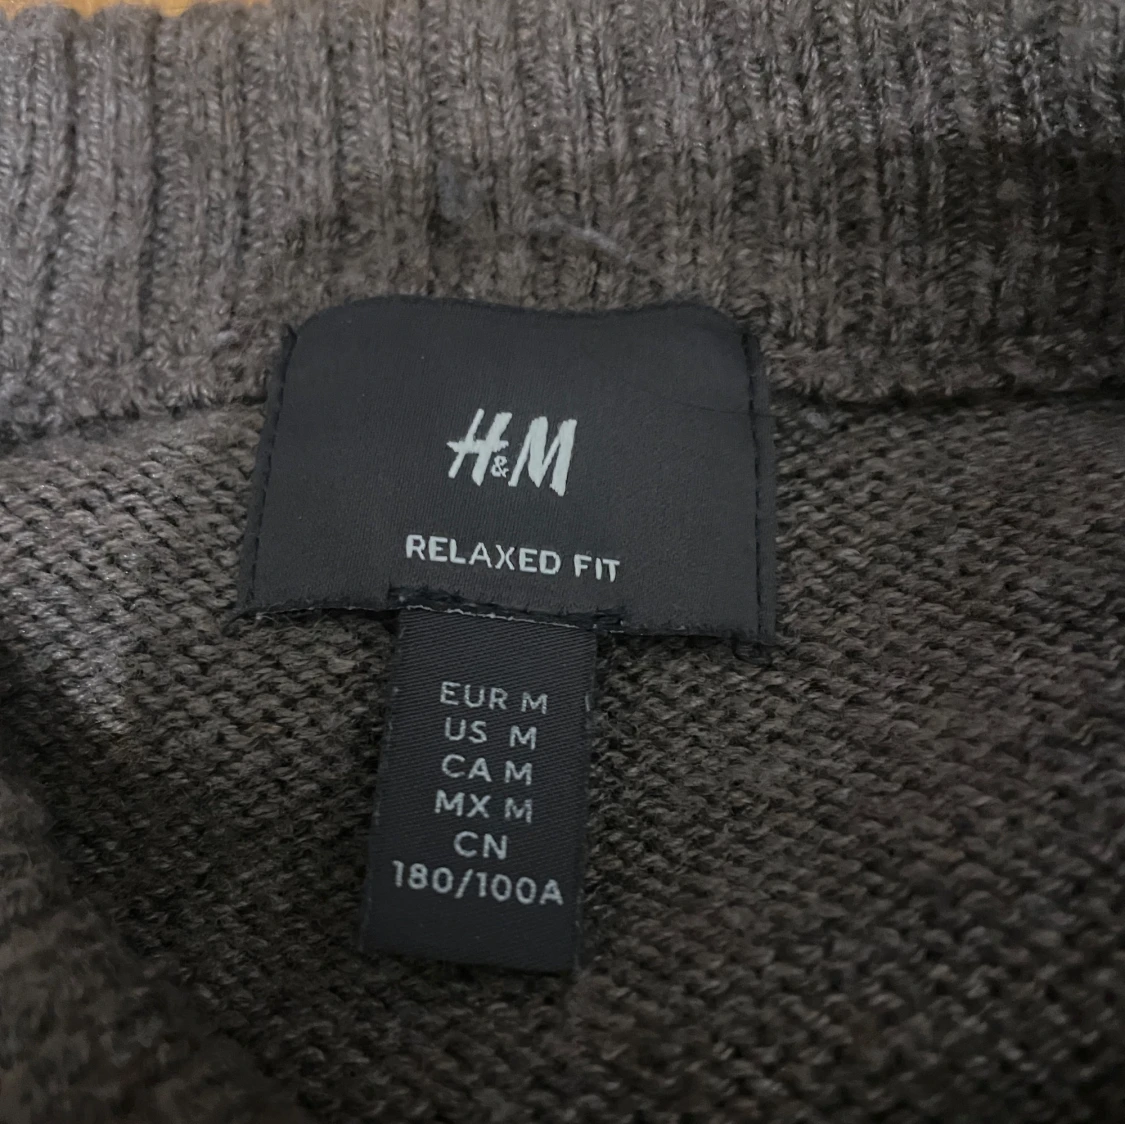 H&M
RELAXED FIT
EUR M
US M
CA M
MX M
CN
180/100A